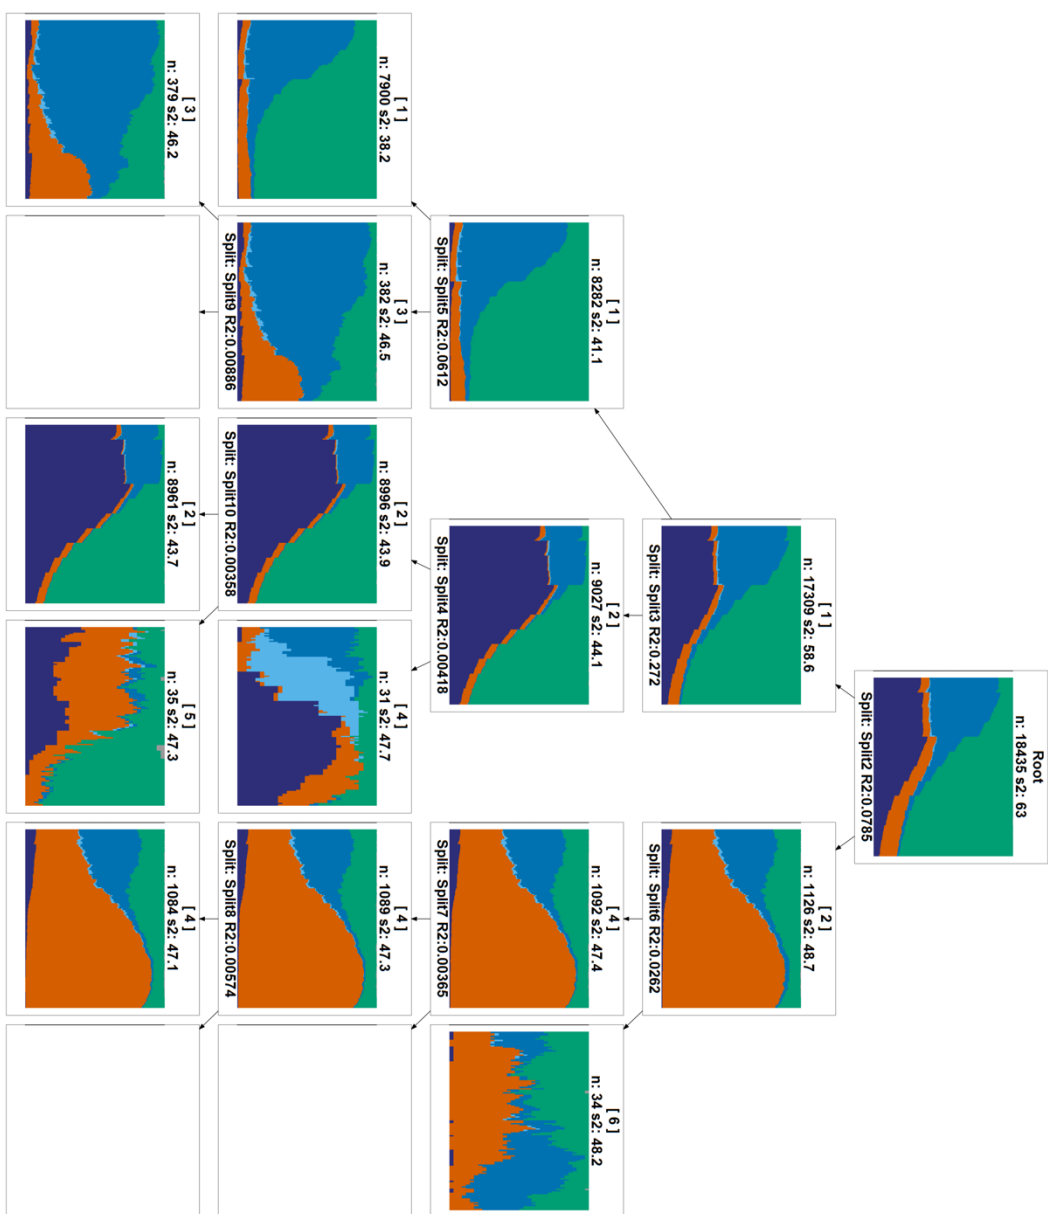 Root
n: 18435 s2: 63
Split: Split2 R2:0.0785
[ 1 ]
n: 17309 s2: 58.6
Split: Split3 R2:0.272
[ 2 ]
n: 1126 s2: 48.7
Split: Split6 R2:0.0262
[ 1 ]
n: 8282 s2: 41.1
Split: Split5 R2:0.0612
[ 2 ]
n: 9027 s2: 44.1
Split: Split4 R2:0.00418
[ 4 ]
n: 1092 s2: 47.4
Split: Split7 R2:0.00365
[ 6 ]
n: 34 s2: 48.2
[ 1 ]
n: 7900 s2: 38.2
[ 3 ]
n: 382 s2: 46.5
Split: Split9 R2:0.00886
[ 2 ]
n: 8996 s2: 43.9
Split: Split10 R2:0.00358
[ 4 ]
n: 31 s2: 47.7
[ 4 ]
n: 1089 s2: 47.3
Split: Split8 R2:0.00574
[ 3 ]
n: 379 s2: 46.2
[ 2 ]
n: 8961 s2: 43.7
[ 5 ]
n: 35 s2: 47.3
[ 4 ]
n: 1084 s2: 47.1